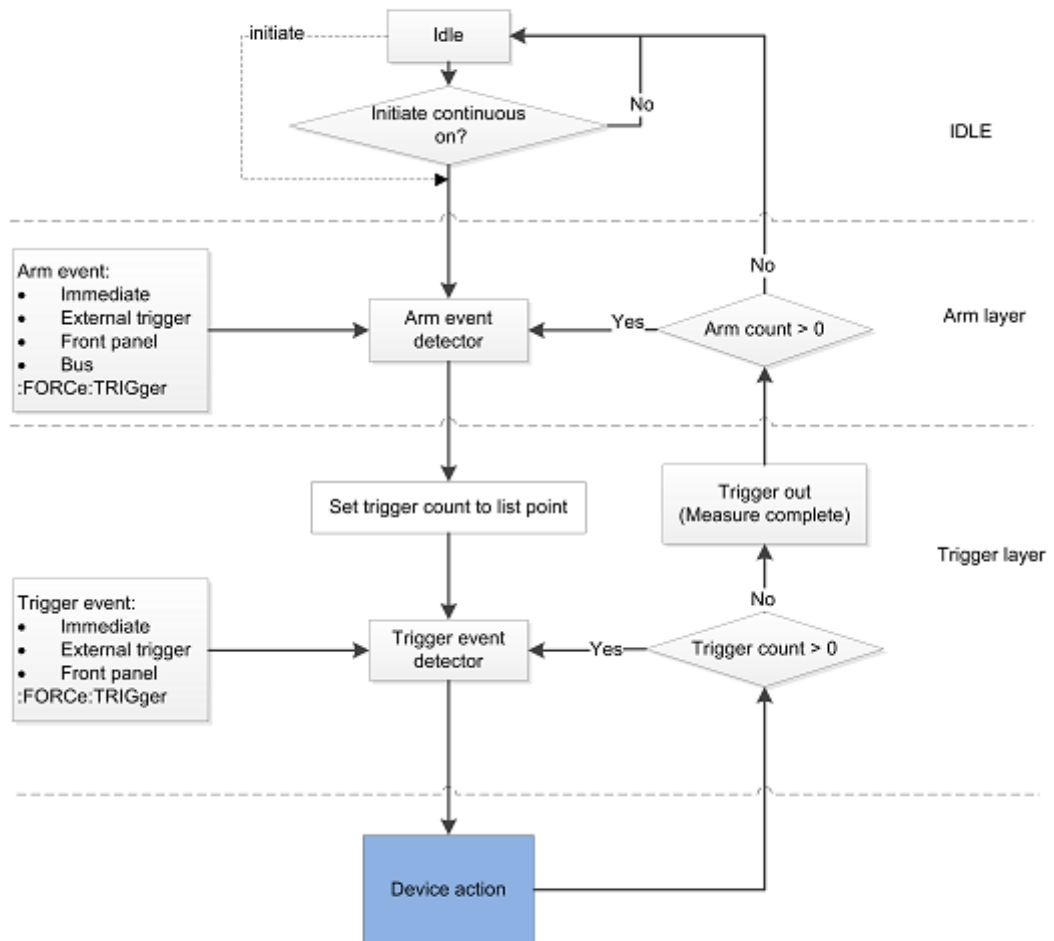 initiate
Idle
Initiate continuous
on?
No
IDLE
Arm event:
• Immediate
• External trigger
• Front panel
• Bus
:FORCe:TRIGger
Arm event
detector
Yes
Arm count > 0
No
Arm layer
Set trigger count to list point
Trigger out
(Measure complete)
Trigger layer
Trigger event:
• Immediate
• External trigger
• Front panel
:FORCe:TRIGger
Trigger event
detector
Yes
Trigger count > 0
No
Device action